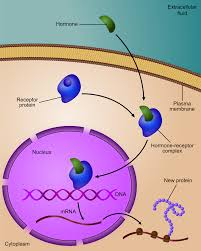 Hormone
Extracellular
fluid
Receptor
protein
Plasma
membrane
Hormone-receptor
complex
Nucleus
DNA
mRNA
New protein
Cytoplasm